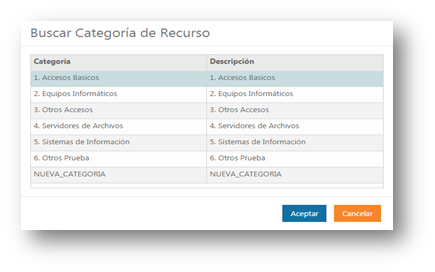 Buscar Categoría de Recurso
Categoría Descripción
1. Accesos Basicos 1. Accesos Basicos
2. Equipos Informáticos 2. Equipos Informáticos
3. Otros Accesos 3. Otros Accesos
4. Servidores de Archivos 4. Servidores de Archivos
5. Sistemas de Información 5. Sistemas de Información
6. Otros Prueba 6. Otros Prueba
NUEVA_CATEGORIA NUEVA_CATEGORIA
Aceptar Cancelar